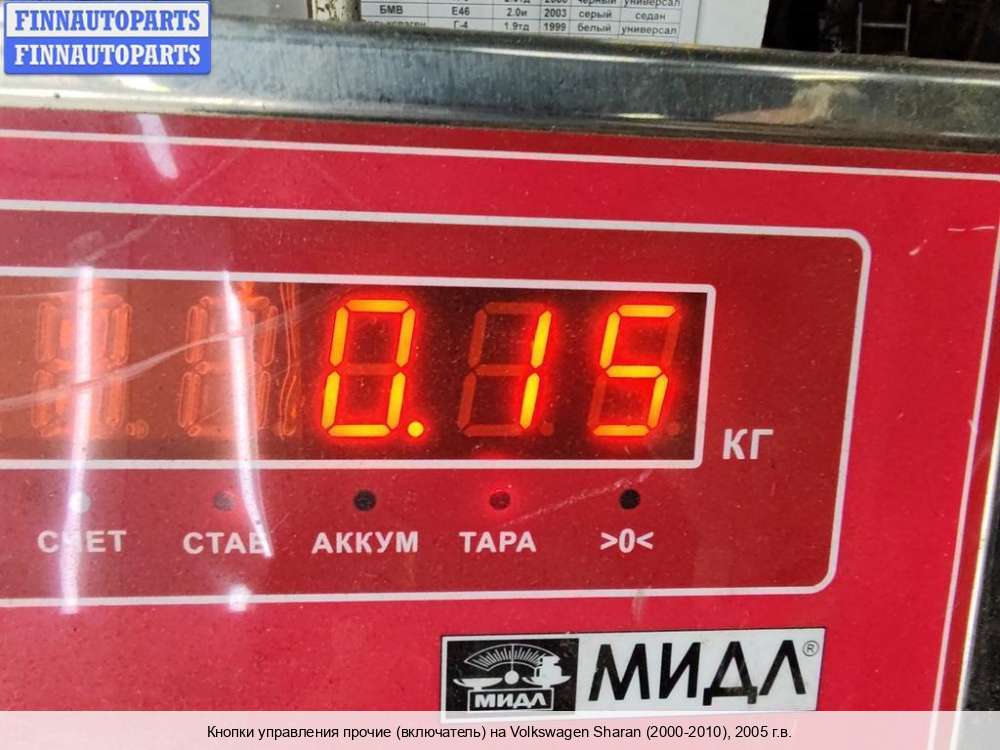 FINNAUTOPARTS
FINNAUTOPARTS
БМВ Е46 2.0и 2003 серый седан
Г-4 1.9тд 1999 белый универсал
0.15
КГ
СЧЕТ СТАБ АККУМ ТАРА >0<
МИДЛ МИДЛ®
Кнопки управления прочие (включатель) на Volkswagen Sharan (2000-2010), 2005 г.в.